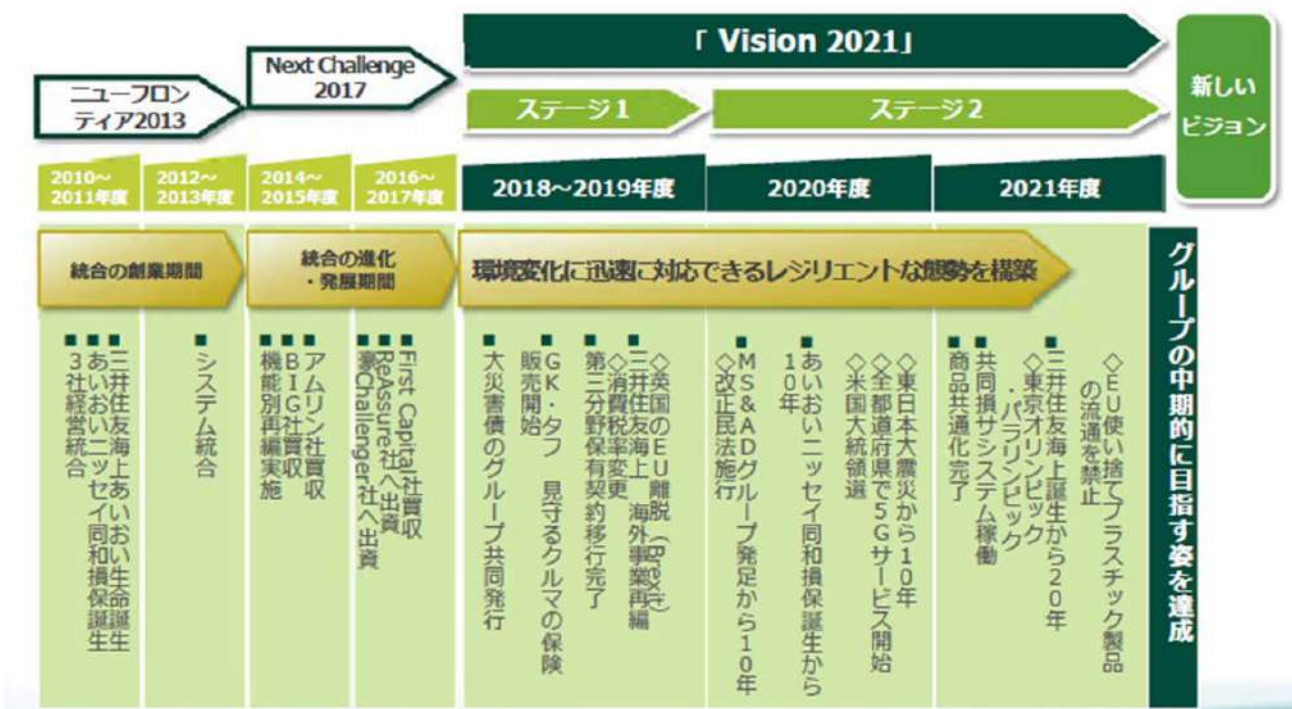 「 Vision 2021」
Next Challenge
2017
ニューフロン
ティア2013
ステージ1
ステージ2
新しい
ビジョン
2010～
2011年度
2012～
2013年度
2014～
2015年度
2016～
2017年度
2018～2019年度
2020年度
2021年度
統合の創業期間
統合の進化
・発展期間
環境変化に迅速に対応できるレジリエントな態勢を構築
■三井住友海上あいおい生命誕生
■あいおいニッセイ同和損保誕生
■3社経営統合
■システム統合
■アムリン社買収
■BIG社買収
■機能別再編実施
■First Capital社買収
■ReAssure社へ出資
■豪Challenger社へ出資
◇英国のEU離脱（Brexit）
■三井住友海上 海外事業再編
◇消費税率変更
■第三分野保有契約移行完了
■GK・タフ 見守るクルマの保険
販売開始
■大災害債のグループ共同発行
◇東日本大震災から10年
◇全都道府県で5Gサービス開始
◇米国大統領選
■あいおいニッセイ同和損保誕生から
10年
■MS&ADグループ発足から10年
◇改正民法施行
◇EU使い捨てプラスチック製品
の流通を禁止
■三井住友海上誕生から20年
◇東京オリンピック
・パラリンピック
■共同損サシステム稼働
■商品共通化完了
グループの中期的に目指す姿を達成